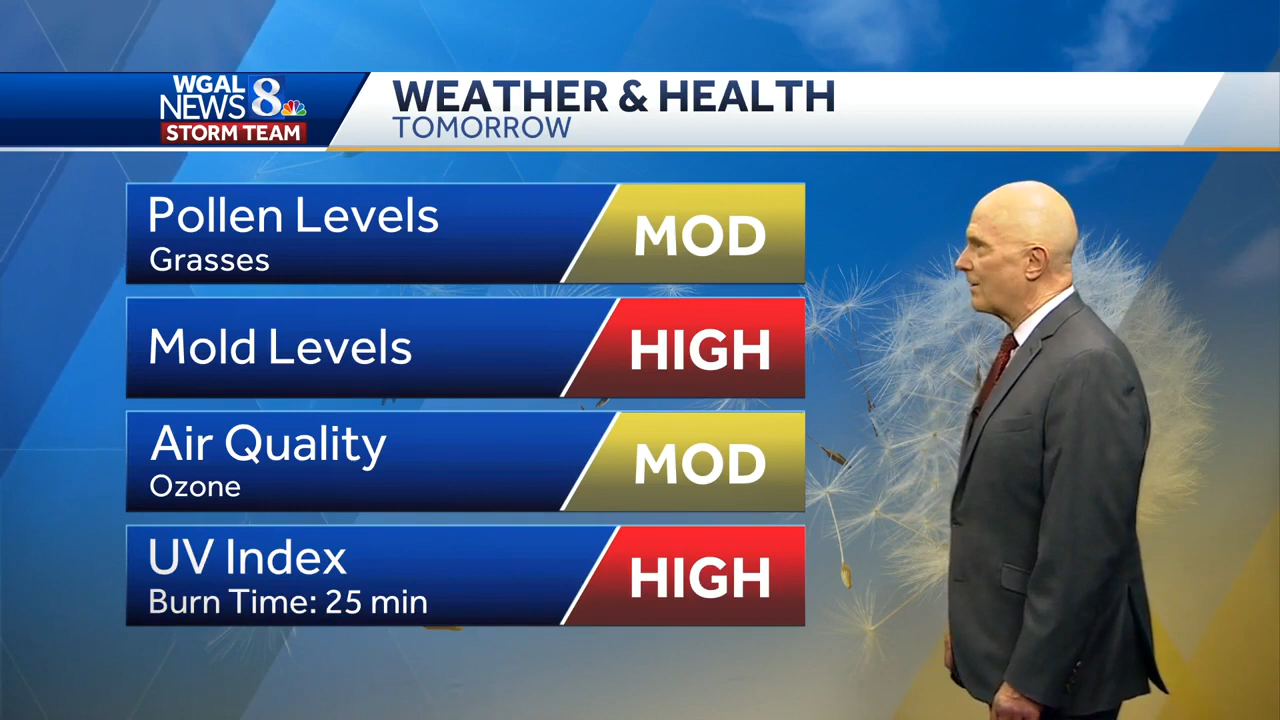 WGAL
NEWS 8
STORM TEAM
WEATHER & HEALTH
TOMORROW
Pollen Levels
Grasses
MOD
Mold Levels
HIGH
Air Quality
Ozone
MOD
UV Index
Burn Time: 25 min
HIGH